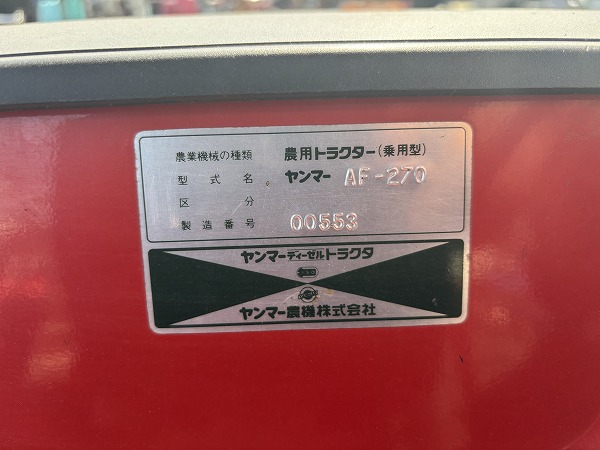 農業機械の種類 農用トラクター(乗用型)
型式名 ヤンマー AF-270
区分
製造番号 00553
ヤンマーディーゼルトラクタ
ヤンマー農機株式会社